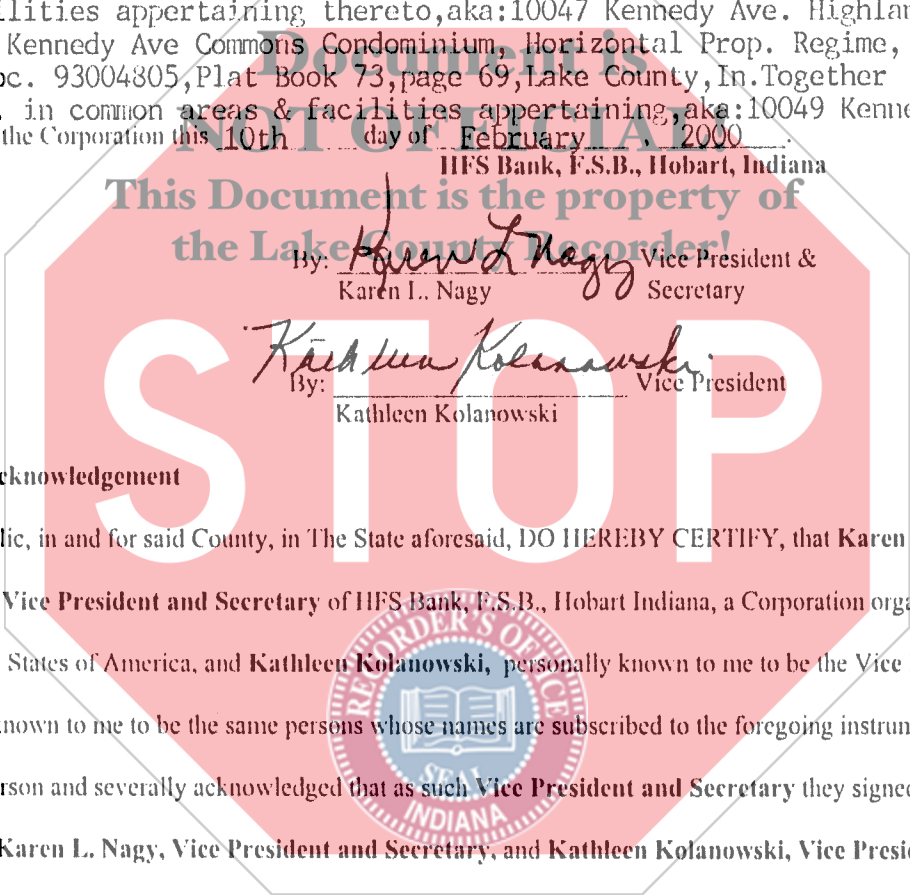 ilities appertaining thereto,aka:10047 Kennedy Ave. Highlan
Kennedy Ave Commons Condominium, Horizontal Prop. Regime,
Document is
oc. 93004805,Plat Book 73,page 69,Lake County,In.Together
. in common areas & facilities appertaining,aka:10049 Kenne
NOT OFFICIAL!
the Corporation this 10th day of February , 2000 .
HFS Bank, F.S.B., Hobart, Indiana
This Document is the property of
the Lake County Recorder!
By: Karen L Nagy Vice President &
Karen L. Nagy Secretary
Kathleen Kolanowski
By: Vice President
Kathleen Kolanowski
STOP
cknowledgement
lic, in and for said County, in The State aforesaid, DO HEREBY CERTIFY, that Karen
Vice President and Secretary of HFS Bank, F.S.B., Hobart Indiana, a Corporation orga
RECORDER'S OFFICE
States of America, and Kathleen Kolanowski, personally known to me to be the Vice
nown to me to be the same persons whose names are subscribed to the foregoing instrun
SEAL
rson and severally acknowledged that as such Vice President and Secretary they signed
INDIANA
Karen L. Nagy, Vice President and Secretary, and Kathleen Kolanowski, Vice Presid